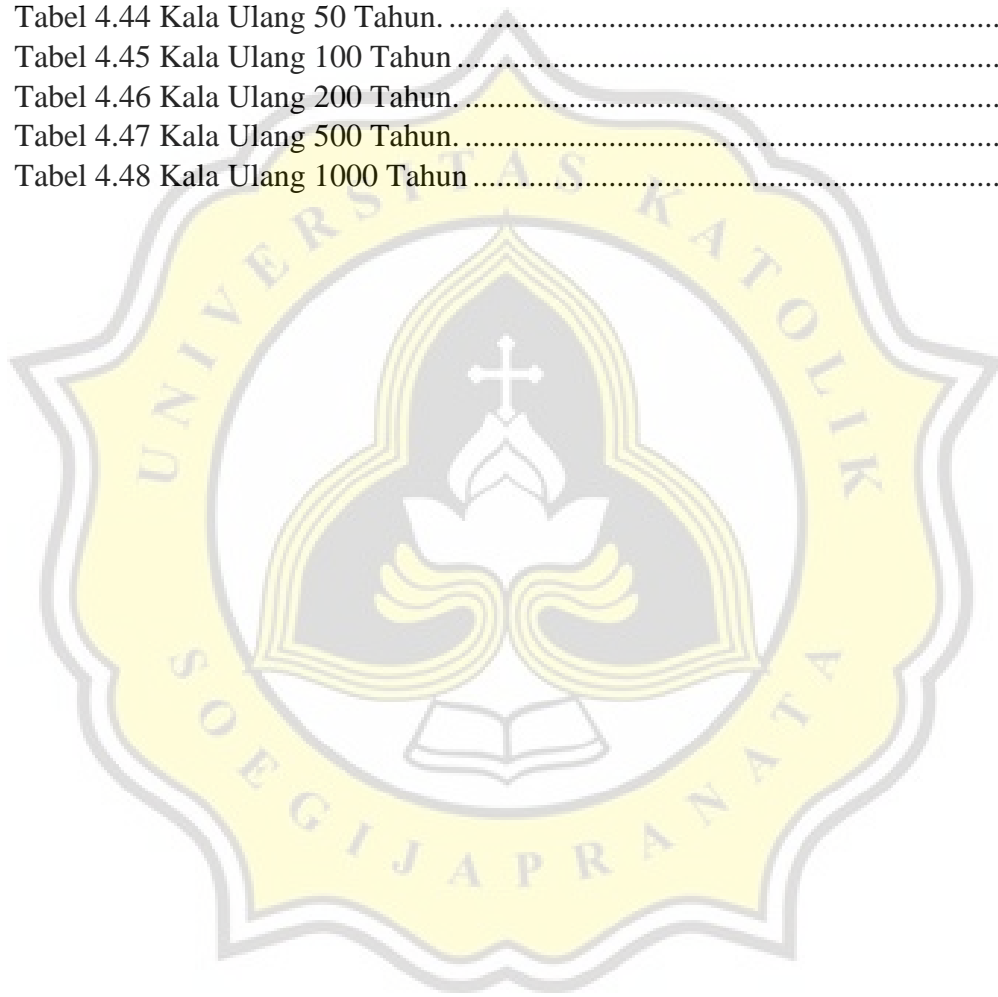 Tabel 4.44 Kala Ulang 50 Tahun. ....................................................................
Tabel 4.45 Kala Ulang 100 Tahun ...................................................................
Tabel 4.46 Kala Ulang 200 Tahun. ..................................................................
Tabel 4.47 Kala Ulang 500 Tahun. ..................................................................
Tabel 4.48 Kala Ulang 1000 Tahun .................................................................
UNIVERSITAS KATOLIK
SOEGIJAPRANATA